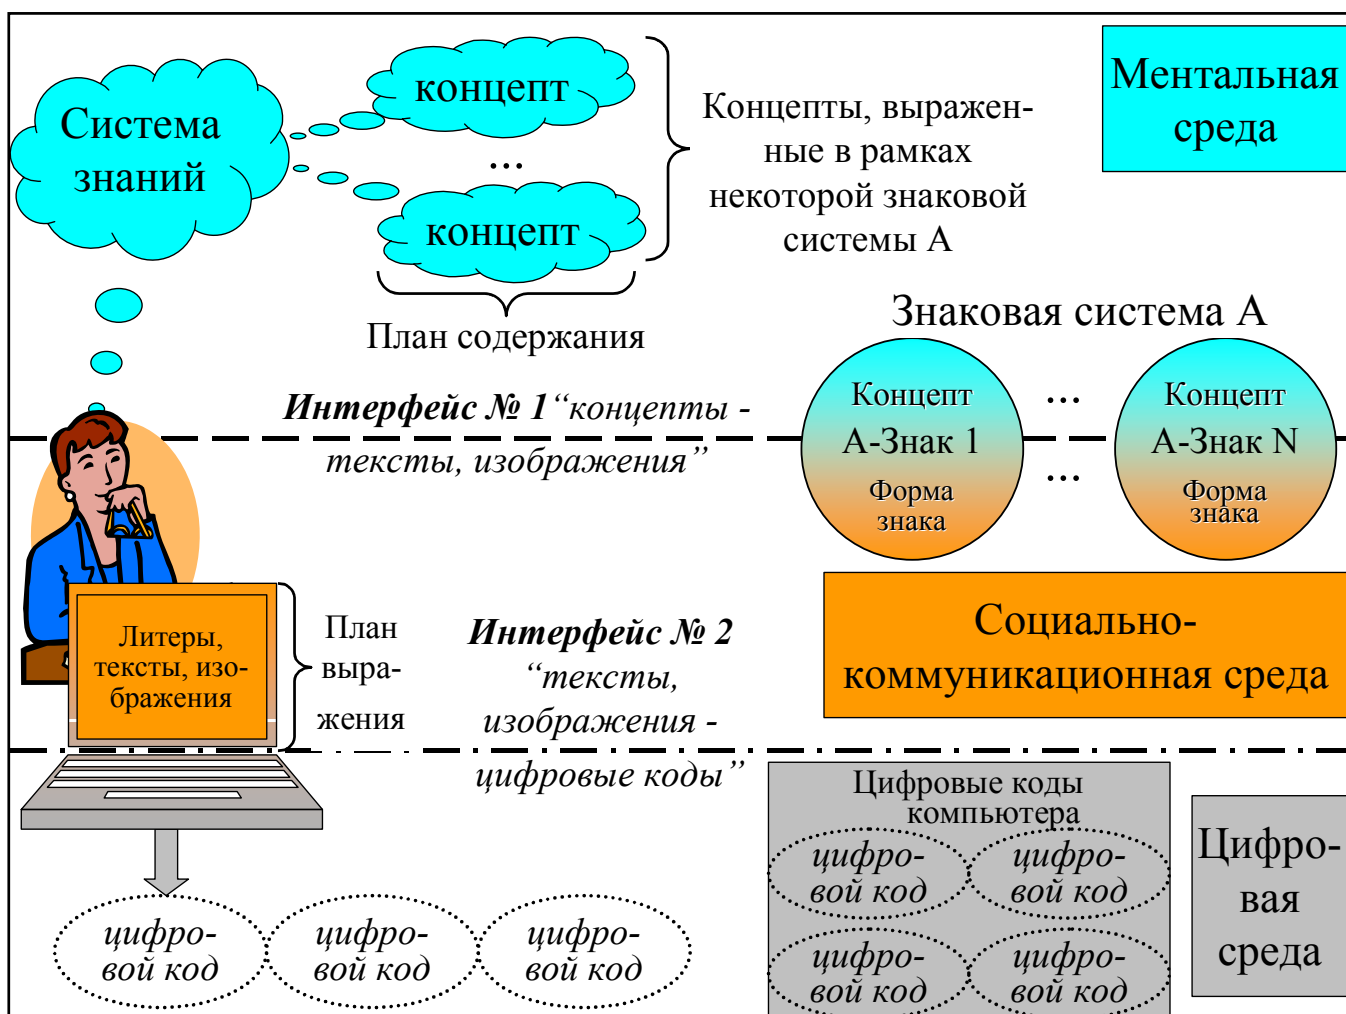 Система
знаний
концепт
...
концепт
Концепты, выражен-
ные в рамках
некоторой знаковой
системы А
Ментальная
среда
План содержания
Знаковая система А
Интерфейс № 1 “концепты -
тексты, изображения”
Концепт
А-Знак 1
Форма
знака
...
...
Концепт
А-Знак N
Форма
знака
Литеры,
тексты, изо-
бражения
План
выра-
жения
Интерфейс № 2
“тексты,
изображения -
цифровые коды”
Социально-
коммуникационная среда
Цифровые коды
компьютера
цифро-
вой код
цифро-
вой код
цифро-
вой код
цифро-
вой код
Цифро-
вая
среда
цифро-
вой код
цифро-
вой код
цифро-
вой код